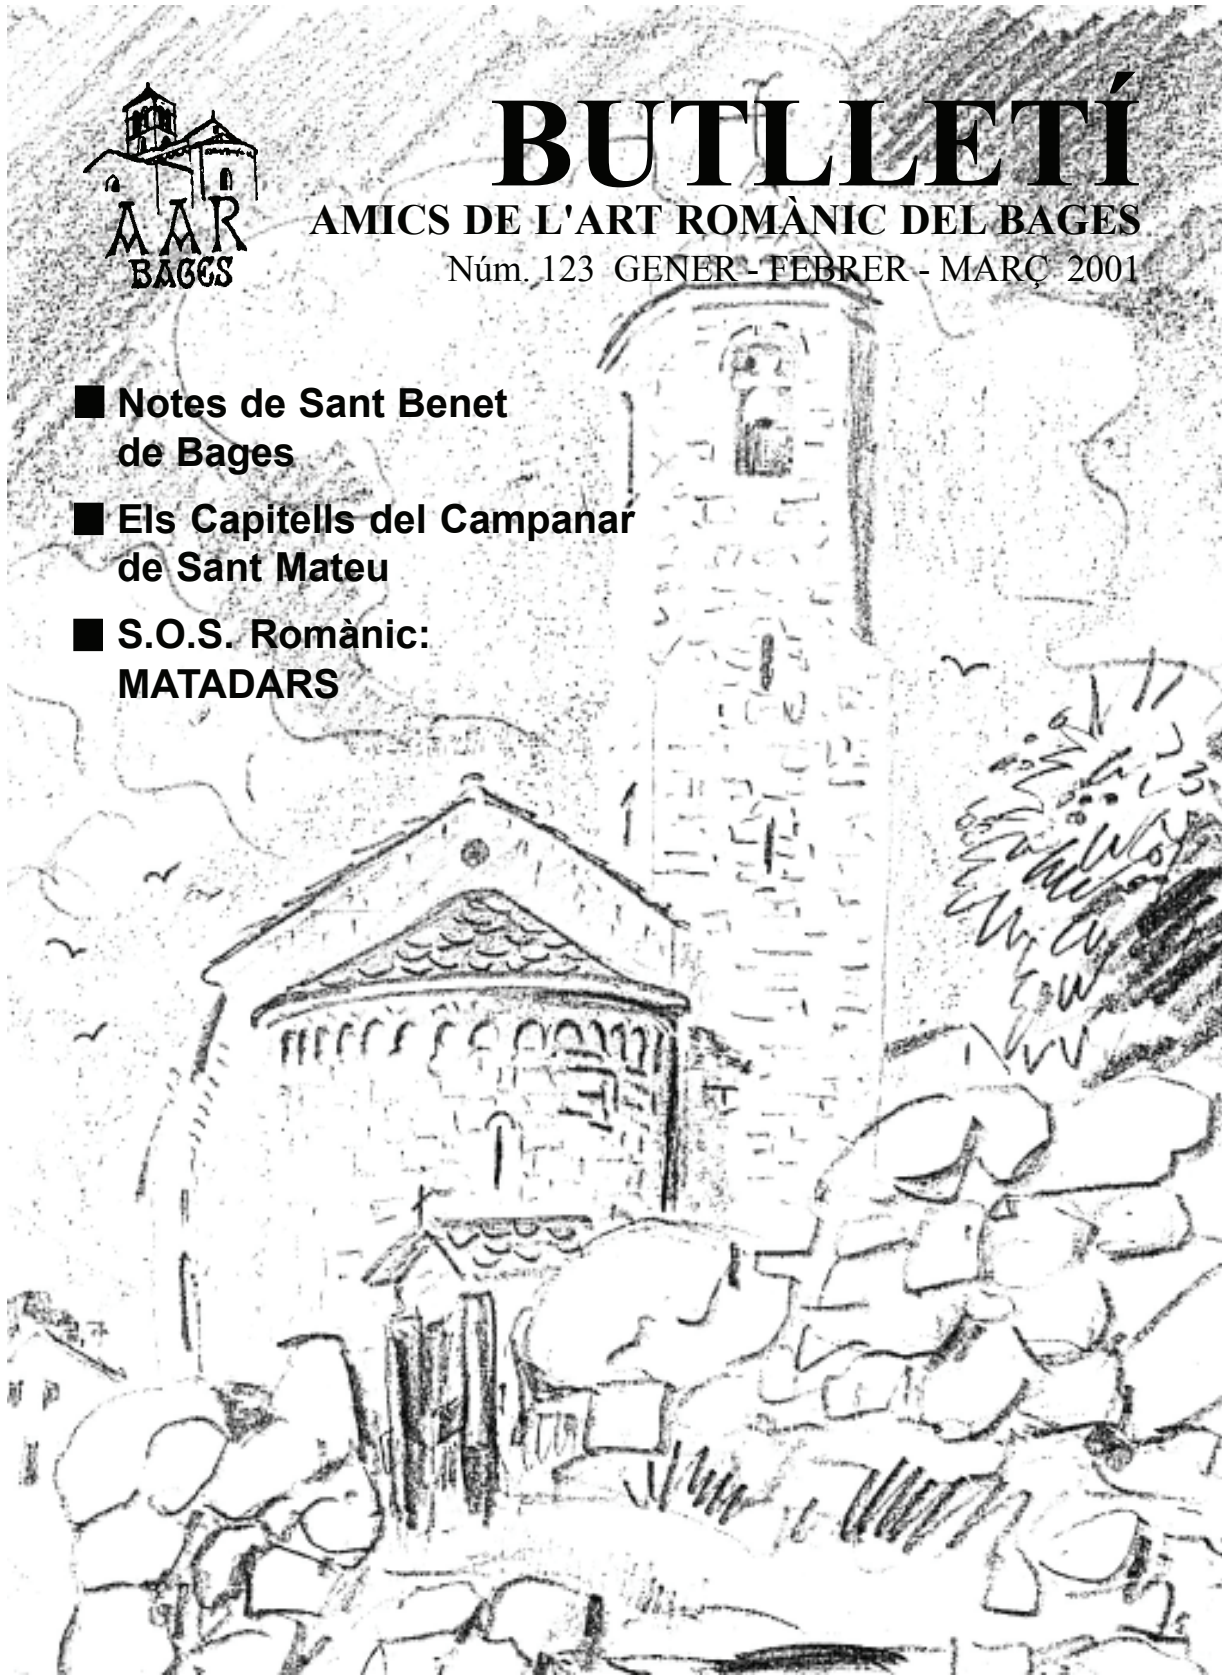 AAR
BAGES
BUTLLETÍ
AMICS DE L'ART ROMÀNIC DEL BAGES
Núm. 123 GENER - FEBRER - MARÇ 2001
■ Notes de Sant Benet
de Bages
■ Els Capitells del Campanar
de Sant Mateu
■ S.O.S. Romànic:
MATADARS